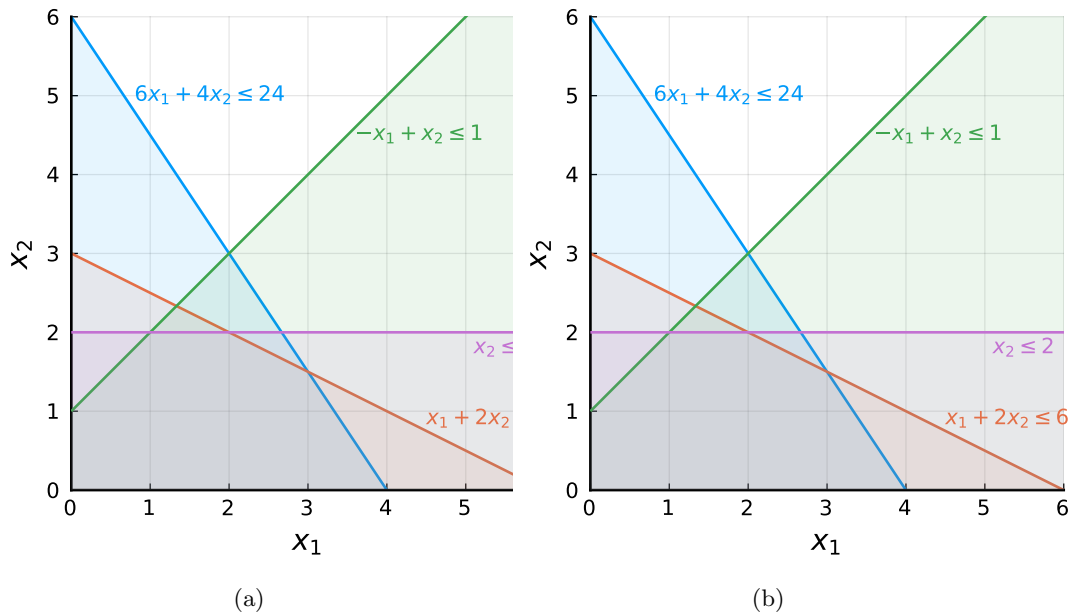 6
5
4
3
2
1
0
x₂
6x₁ + 4x₂ ≤ 24
−x₁ + x₂ ≤ 1
x₂ ≤
x₁ + 2x₂
0 1 2 3 4 5
x₁
(a)
6
5
4
3
2
1
0
x₂
6x₁ + 4x₂ ≤ 24
−x₁ + x₂ ≤ 1
x₂ ≤ 2
x₁ + 2x₂ ≤ 6
0 1 2 3 4 5 6
x₁
(b)